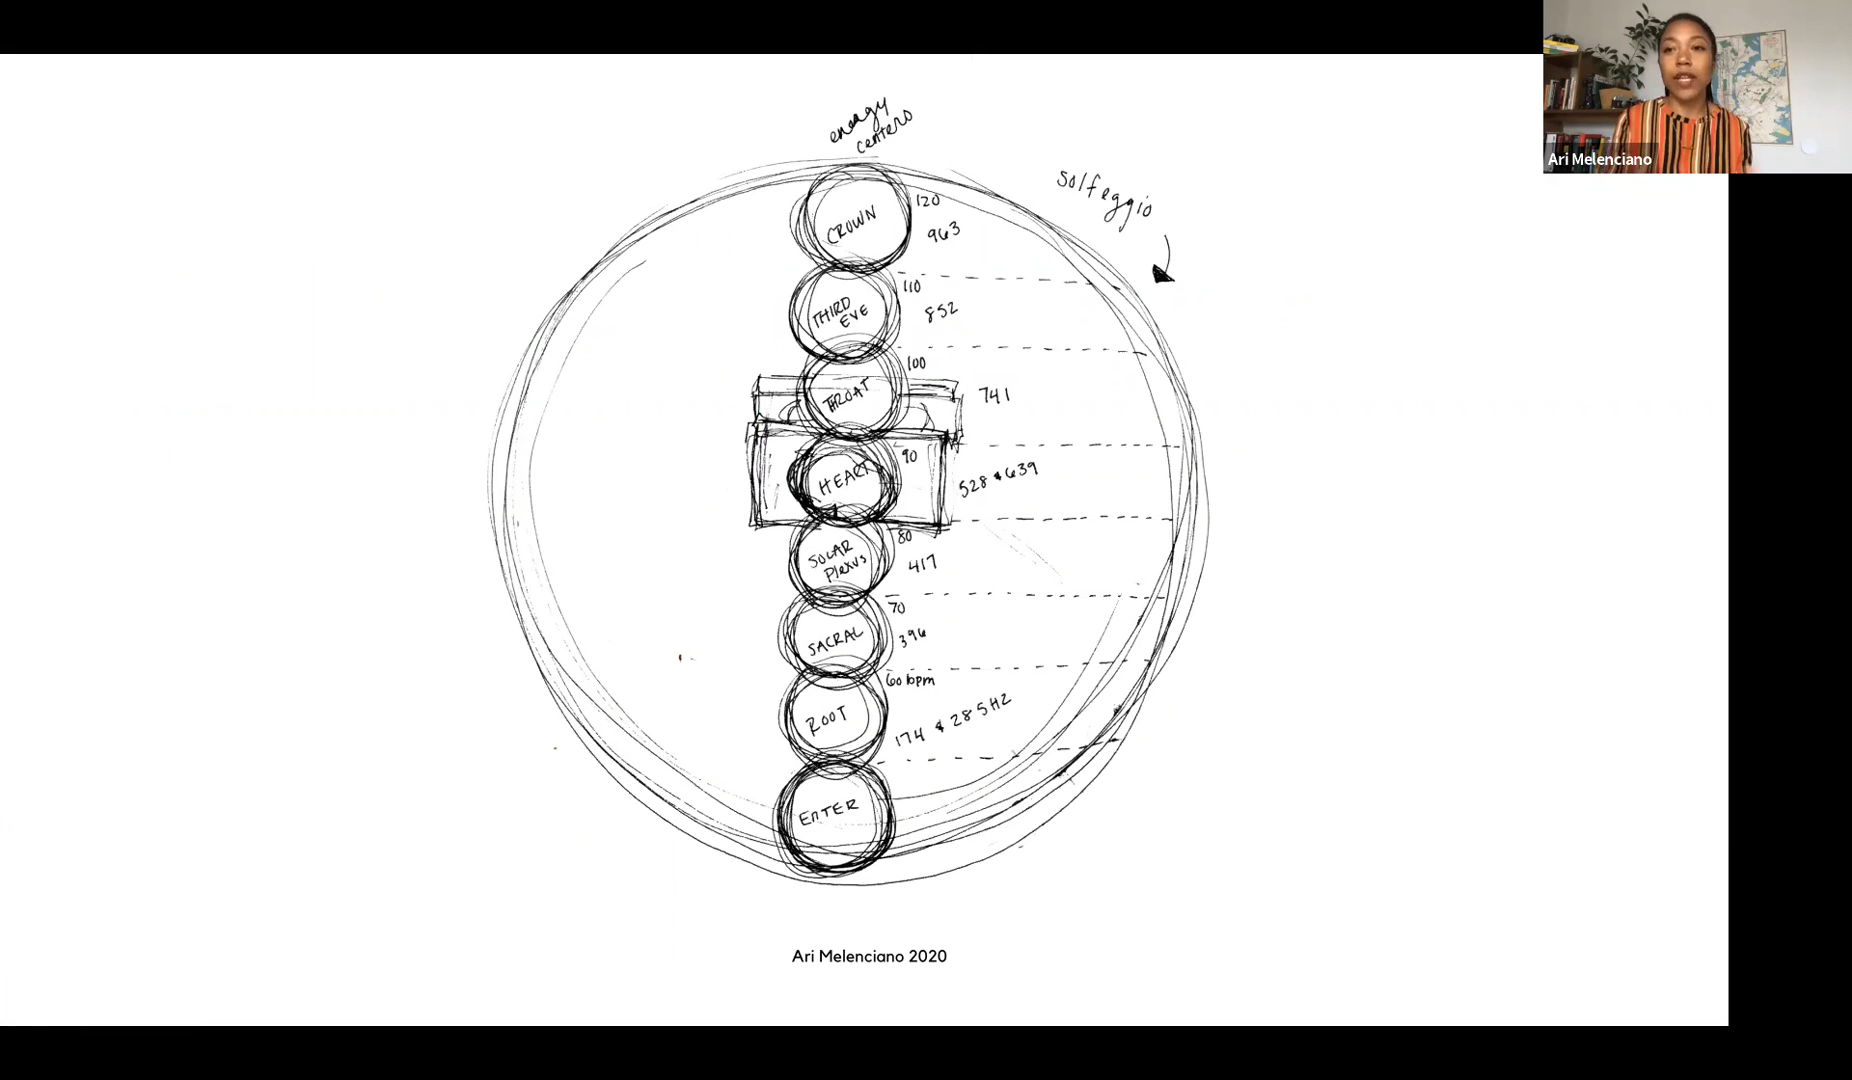 Ari Melenciano
energy
centers
solfeggio
CROWN
120
963
THIRD
EYE
110
852
THROAT
100
741
HEART
90
528 & 639
SOLAR
Plexus
80
417
SACRAL
70
396
ROOT
60 bpm
174 & 285 HZ
ENTER
Ari Melenciano 2020